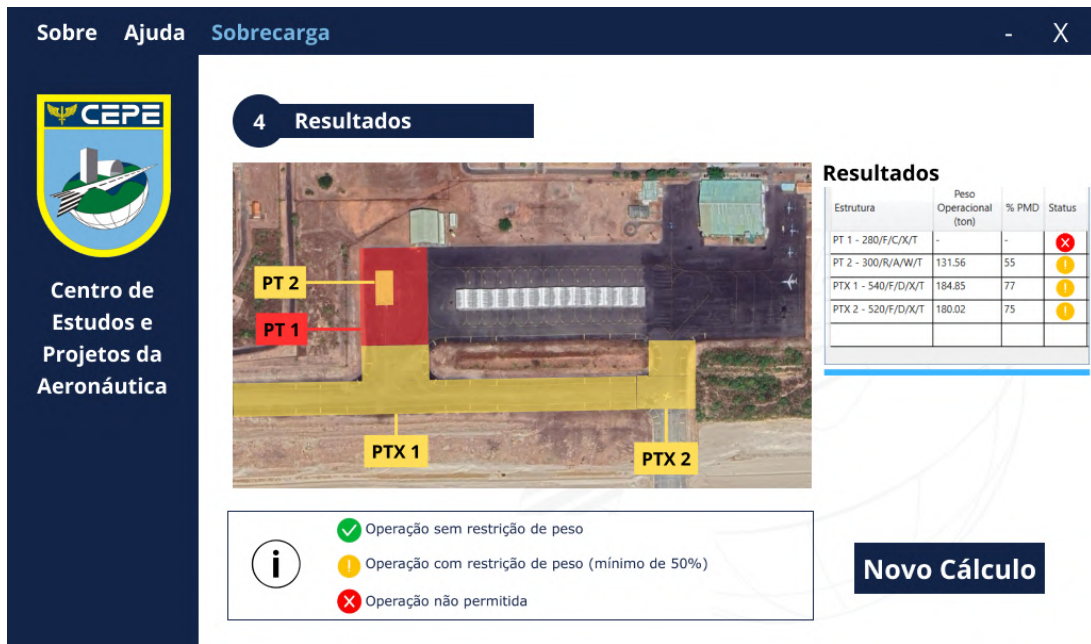 Sobre Ajuda Sobrecarga - X
CEPE
Centro de
Estudos e
Projetos da
Aeronáutica
4 Resultados
PT 2
PT 1
PTX 1
PTX 2
Resultados
Estrutura Peso Operacional (ton) % PMD Status
PT 1 - 280/F/C/X/T - -
PT 2 - 300/R/A/W/T 131.56 55
PTX 1 - 540/F/D/X/T 184.85 77
PTX 2 - 520/F/D/X/T 180.02 75
i
Operação sem restrição de peso
Operação com restrição de peso (mínimo de 50%)
Operação não permitida
Novo Cálculo